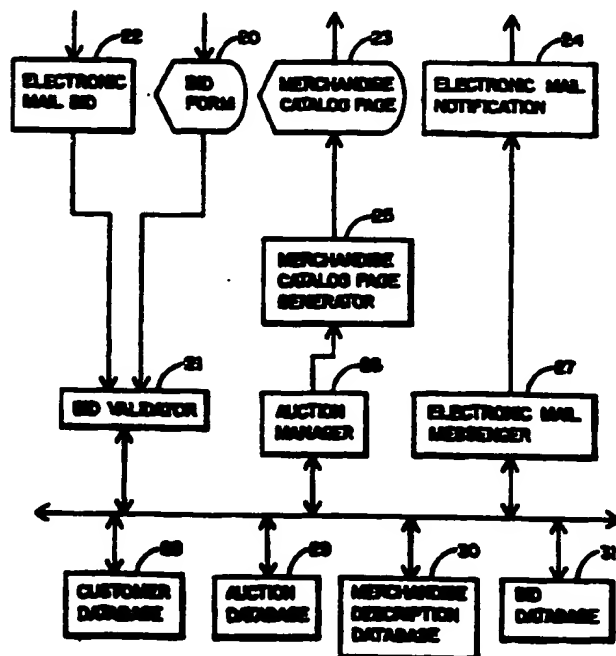 22
20
23
24
ELECTRONIC
MAIL BID
BID
FORM
MERCHANDISE
CATALOG PAGE
ELECTRONIC MAIL
NOTIFICATION
25
MERCHANDISE
CATALOG PAGE
GENERATOR
21
26
27
BID VALIDATOR
AUCTION
MANAGER
ELECTRONIC MAIL
MESSENGER
28
29
30
31
CUSTOMER
DATABASE
AUCTION
DATABASE
MERCHANDISE
DESCRIPTION
DATABASE
BID
DATABASE